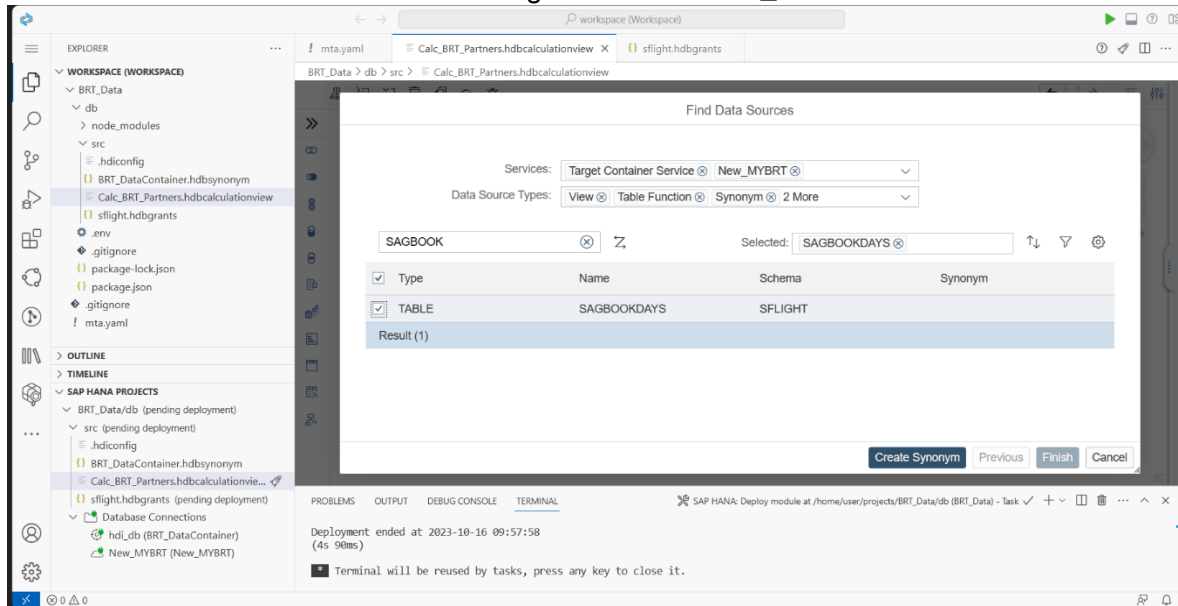 workspace (Workspace)
EXPLORER
WORKSPACE (WORKSPACE)
BRT_Data
db
node_modules
src
.hdiconfig
BRT_DataContainer.hdbsynonym
Calc_BRT_Partners.hdbcalculationview
sflight.hdbgrants
.env
.gitignore
package-lock.json
package.json
.gitignore
mta.yaml
OUTLINE
TIMELINE
SAP HANA PROJECTS
BRT_Data/db (pending deployment)
src (pending deployment)
.hdiconfig
BRT_DataContainer.hdbsynonym
Calc_BRT_Partners.hdbcalculationvie...
sflight.hdbgrants (pending deployment)
Database Connections
hdi_db (BRT_DataContainer)
New_MYBRT (New_MYBRT)
mta.yaml Calc_BRT_Partners.hdbcalculationview sflight.hdbgrants
BRT_Data > db > src > Calc_BRT_Partners.hdbcalculationview
Find Data Sources
Services: Target Container Service New_MYBRT
Data Source Types: View Table Function Synonym 2 More
SAGBOOK Selected: SAGBOOKDAYS
Type Name Schema Synonym
TABLE SAGBOOKDAYS SFLIGHT
Result (1)
Create Synonym Previous Finish Cancel
PROBLEMS OUTPUT DEBUG CONSOLE TERMINAL SAP HANA: Deploy module at /home/user/projects/BRT_Data/db (BRT_Data) - Task
Deployment ended at 2023-10-16 09:57:58
(4s 90ms)
* Terminal will be reused by tasks, press any key to close it.
0 0